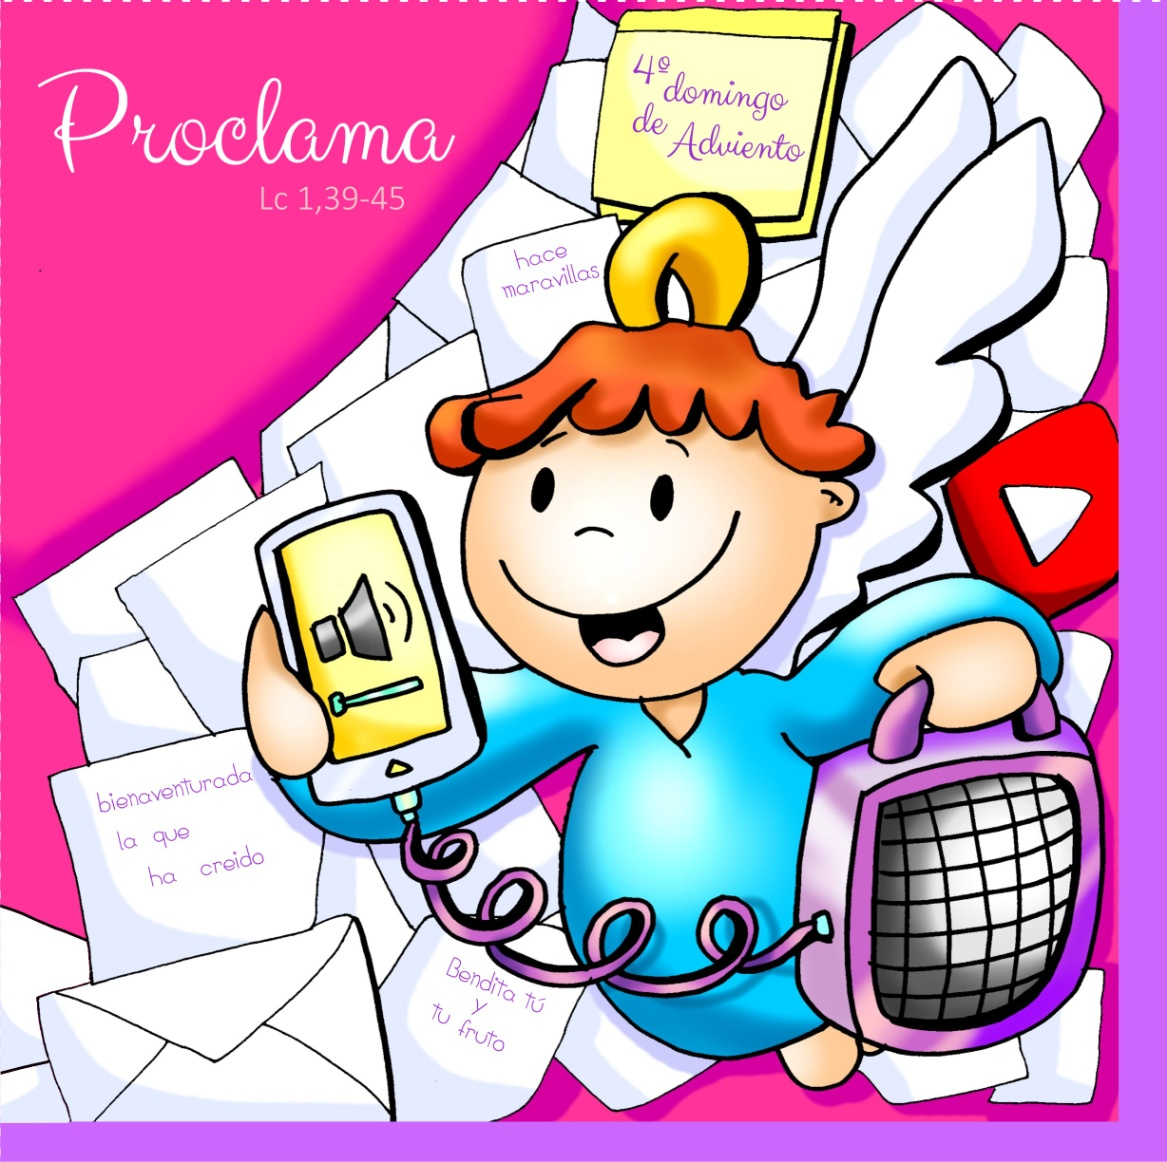 Proclama
Lc 1,39-45
4º domingo
de Adviento
hace
maravillas
bienaventurada
la que
ha creido
Bendita tú
y
tu fruto